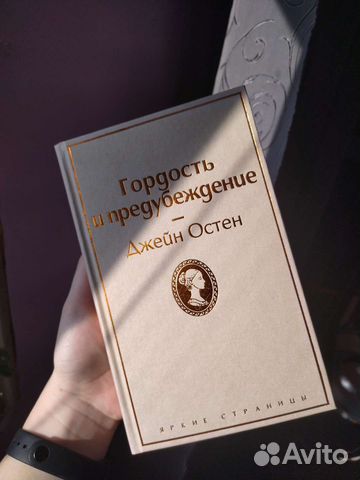 Гордость
и предубеждение
Джейн Остен
ЯРКИЕ СТРАНИЦЫ
Avito